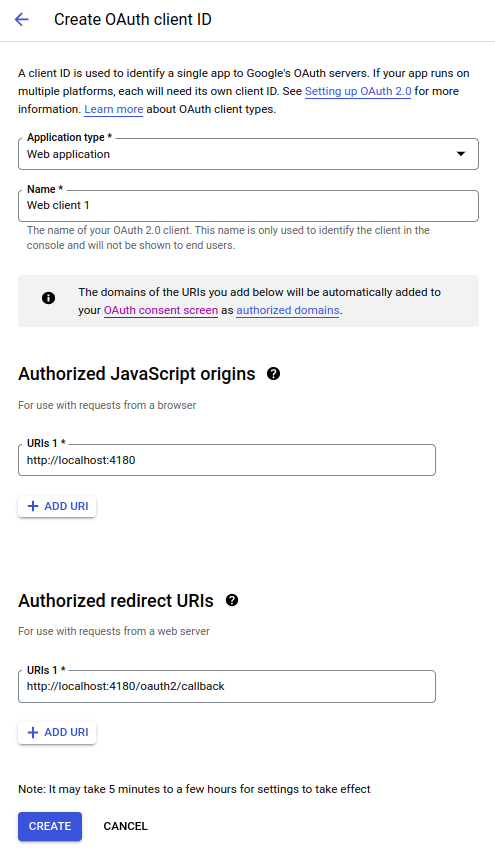 Create OAuth client ID
A client ID is used to identify a single app to Google's OAuth servers. If your app runs on
multiple platforms, each will need its own client ID. See Setting up OAuth 2.0 for more
information. Learn more about OAuth client types.
Application type *
Web application
Name *
Web client 1
The name of your OAuth 2.0 client. This name is only used to identify the client in the
console and will not be shown to end users.
The domains of the URIs you add below will be automatically added to
your OAuth consent screen as authorized domains.
Authorized JavaScript origins
For use with requests from a browser
URIs 1 *
http://localhost:4180
+ ADD URI
Authorized redirect URIs
For use with requests from a web server
URIs 1 *
http://localhost:4180/oauth2/callback
+ ADD URI
Note: It may take 5 minutes to a few hours for settings to take effect
CREATE CANCEL